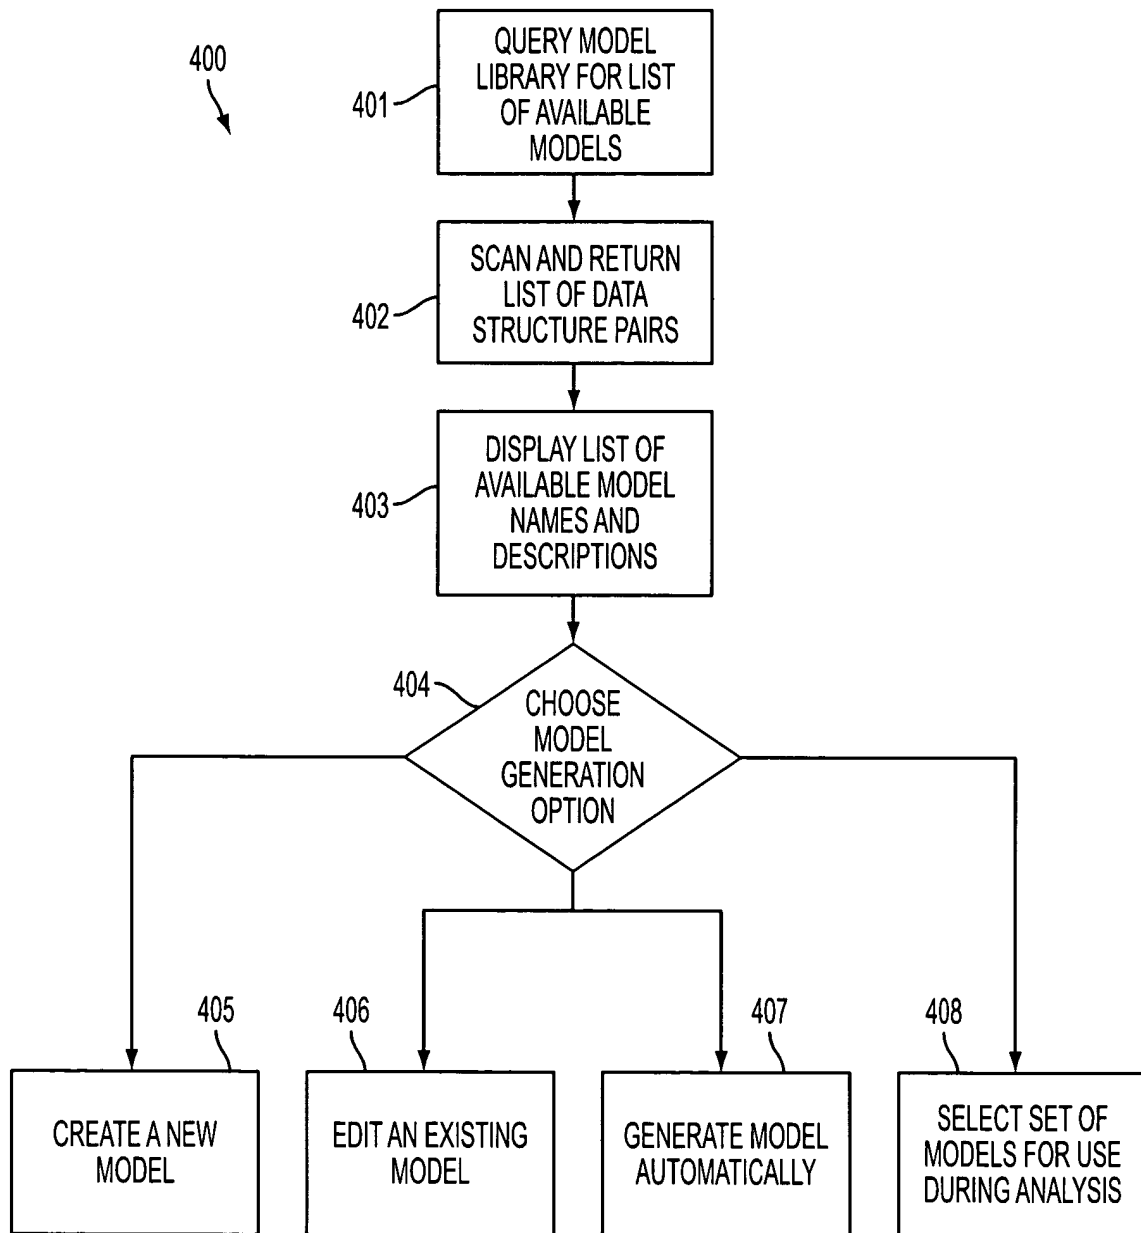 400
401
QUERY MODEL
LIBRARY FOR LIST
OF AVAILABLE
MODELS
402
SCAN AND RETURN
LIST OF DATA
STRUCTURE PAIRS
403
DISPLAY LIST OF
AVAILABLE MODEL
NAMES AND
DESCRIPTIONS
404
CHOOSE
MODEL
GENERATION
OPTION
405
CREATE A NEW
MODEL
406
EDIT AN EXISTING
MODEL
407
GENERATE MODEL
AUTOMATICALLY
408
SELECT SET OF
MODELS FOR USE
DURING ANALYSIS